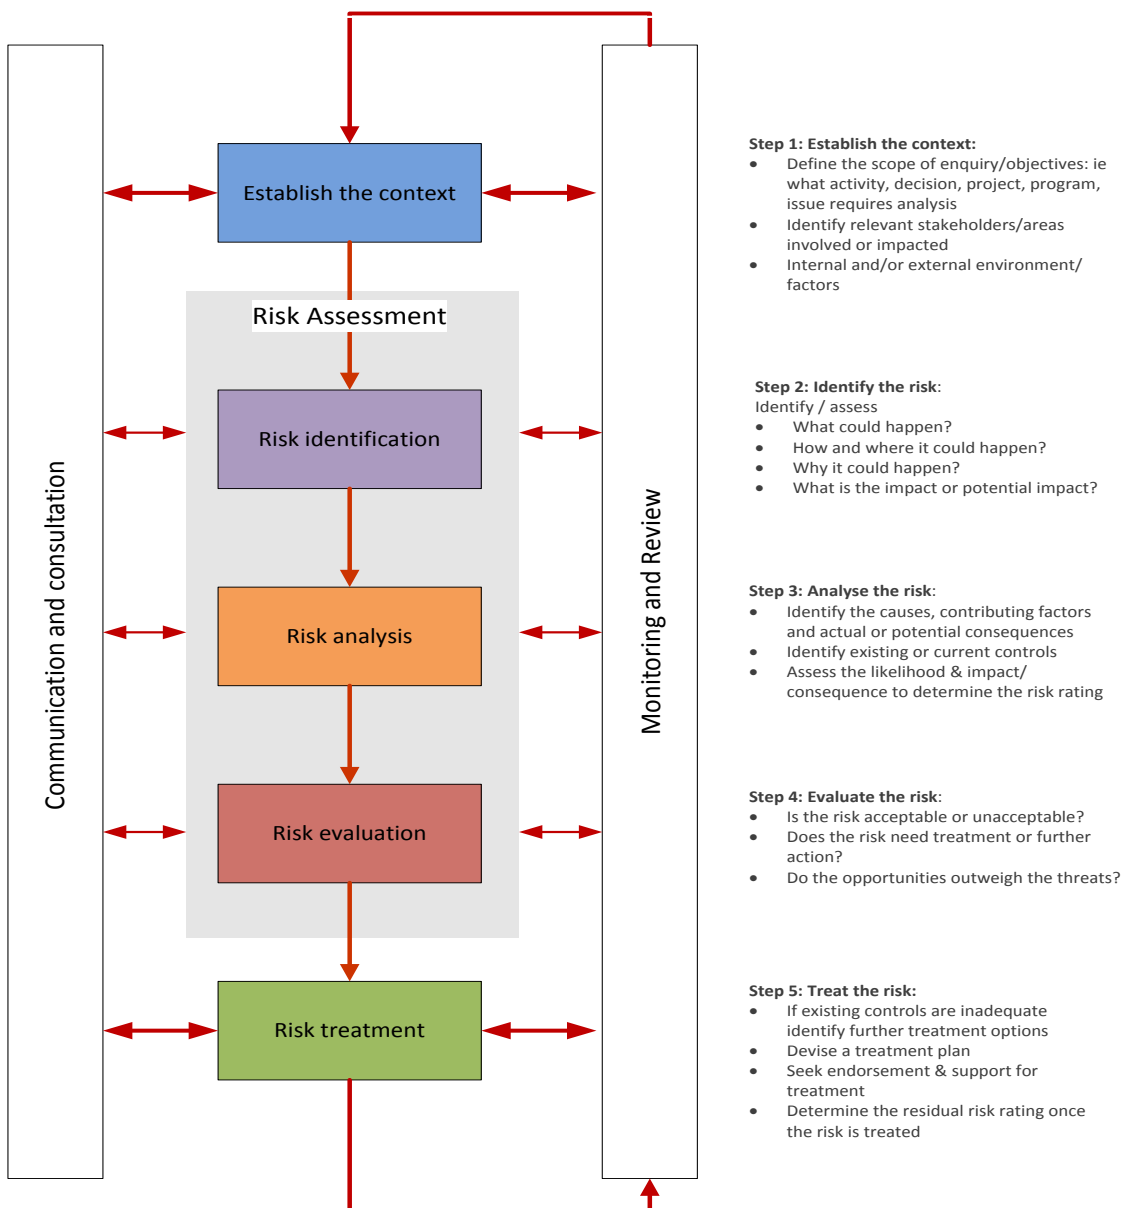 Communication and consultation
Establish the context
Risk Assessment
Risk identification
Risk analysis
Risk evaluation
Risk treatment
Monitoring and Review
Step 1: Establish the context:
• Define the scope of enquiry/objectives: ie
what activity, decision, project, program,
issue requires analysis
• Identify relevant stakeholders/areas
involved or impacted
• Internal and/or external environment/
factors
Step 2: Identify the risk:
Identify / assess
• What could happen?
• How and where it could happen?
• Why it could happen?
• What is the impact or potential impact?
Step 3: Analyse the risk:
• Identify the causes, contributing factors
and actual or potential consequences
• Identify existing or current controls
• Assess the likelihood & impact/
consequence to determine the risk rating
Step 4: Evaluate the risk:
• Is the risk acceptable or unacceptable?
• Does the risk need treatment or further
action?
• Do the opportunities outweigh the threats?
Step 5: Treat the risk:
• If existing controls are inadequate
identify further treatment options
• Devise a treatment plan
• Seek endorsement & support for
treatment
• Determine the residual risk rating once
the risk is treated